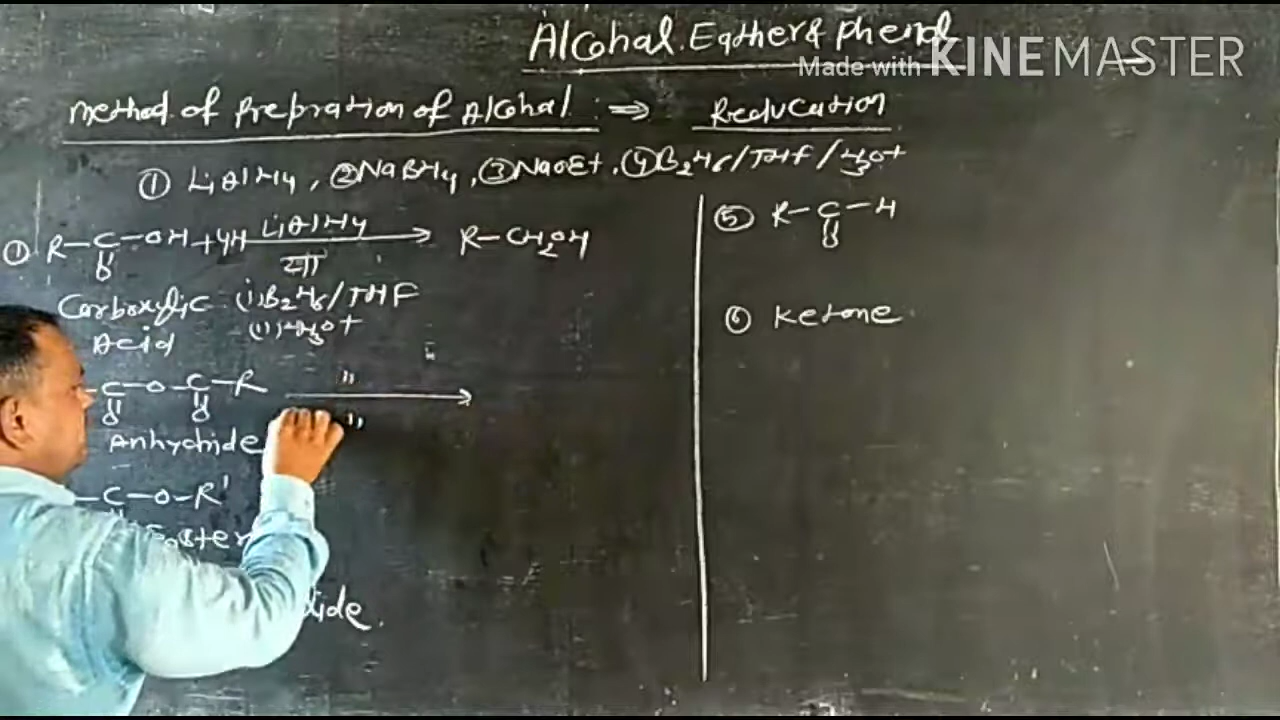 Alcohal. Eather & phenol
Made with KINEMASTER
method of Prepration of Alcohal : ⇒ Reducation
① LiAlH4, ② NaBH4, ③ NaOEt, ④ B2H6/THF/H3O+
① R-C-OH + 4H LiAlH4 → R-CH2OH
O
या
Carboxylic (i) B2H6/THF
Acid (ii) H3O+
C-O-C-R " →
O O "
Anhydride
C-O-R'
Easter
ide.
⑤ R-C-H
O
⑥ Ketone